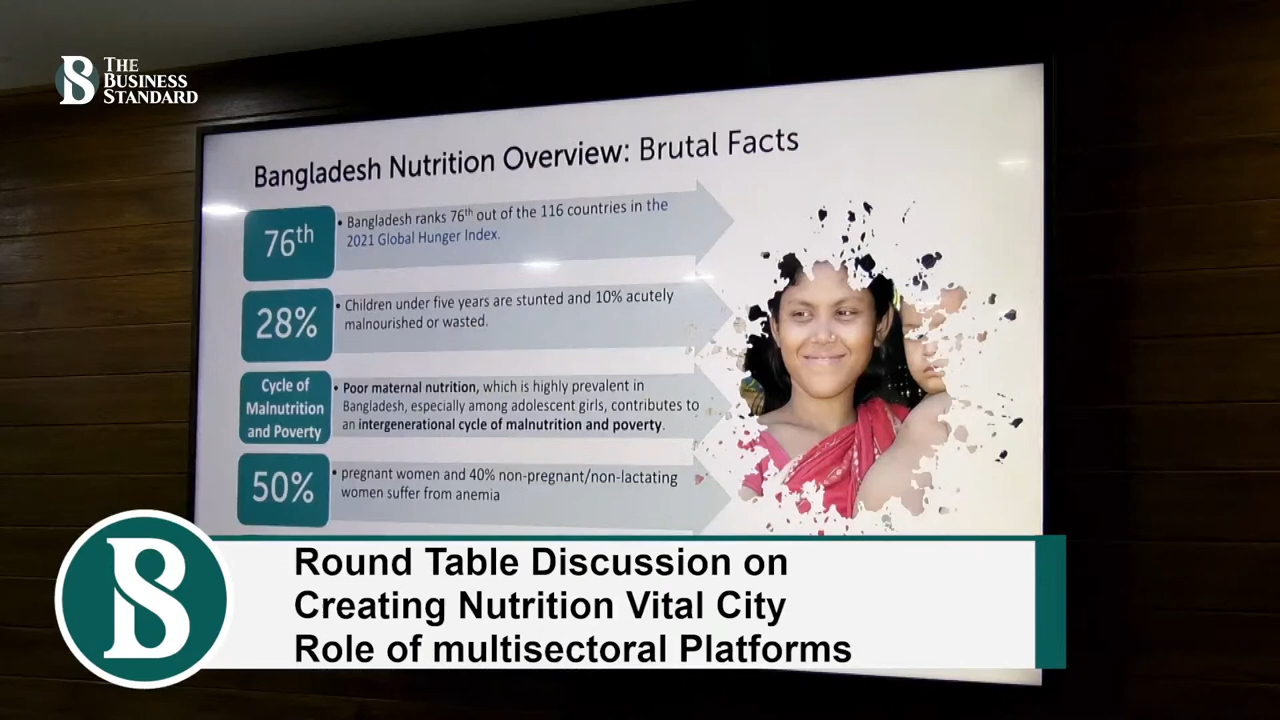 THE
BUSINESS
STANDARD
Bangladesh Nutrition Overview: Brutal Facts
76th
• Bangladesh ranks 76th out of the 116 countries in the
2021 Global Hunger Index.
28%
• Children under five years are stunted and 10% acutely
malnourished or wasted.
Cycle of
Malnutrition
and Poverty
• Poor maternal nutrition, which is highly prevalent in
Bangladesh, especially among adolescent girls, contributes to
an intergenerational cycle of malnutrition and poverty.
50%
• pregnant women and 40% non-pregnant/non-lactating
women suffer from anemia
Round Table Discussion on
Creating Nutrition Vital City
Role of multisectoral Platforms